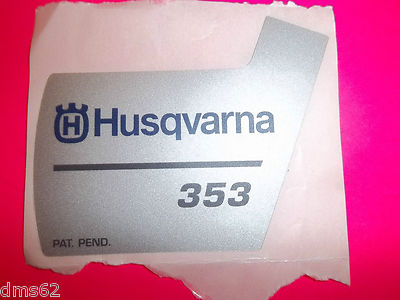 Husqvarna
353
PAT. PEND.
dms62